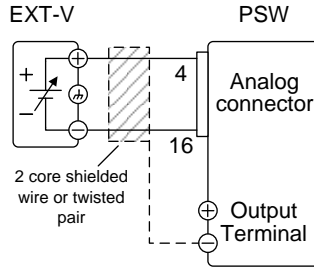 EXT-V
PSW
+
–
+
–
4
16
Analog
connector
2 core shielded
wire or twisted
pair
+
–
Output
Terminal